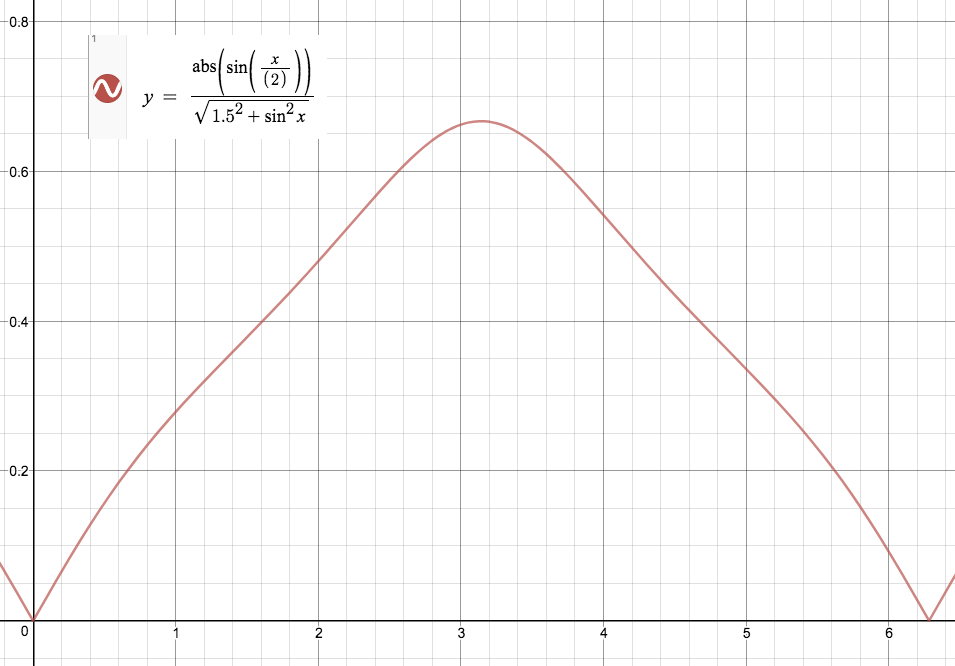 0.8
1
y = abs(sin(x/(2))) / √(1.5² + sin² x)
0.6
0.4
0.2
0 1 2 3 4 5 6